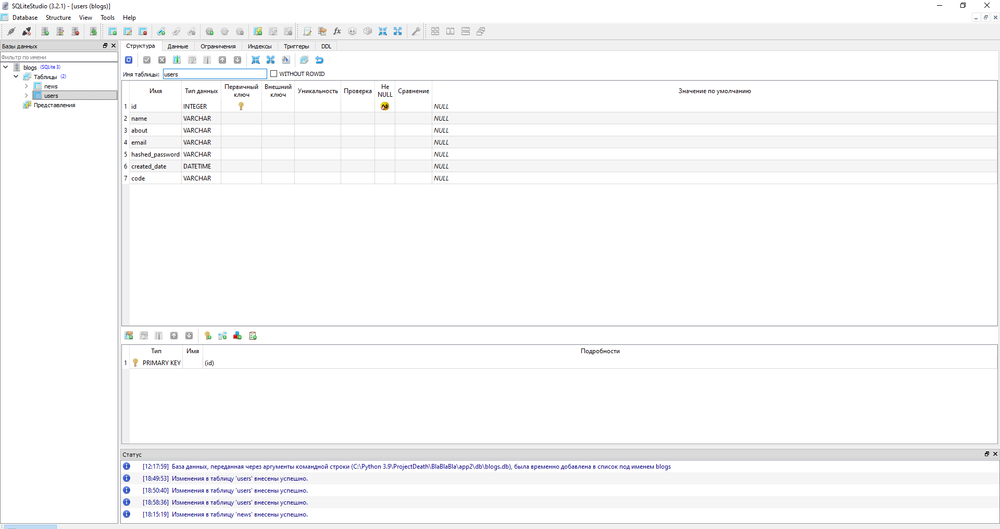 SQLiteStudio (3.2.1) - [users (blogs)]
Database Structure View Tools Help
Базы данных
Фильтр по имени
blogs (SQLite 3)
Таблицы (2)
news
users
Представления
Структура Данные Ограничения Индексы Триггеры DDL
Имя таблицы: users WITHOUT ROWID
Имя Тип данных Первичный ключ Внешний ключ Уникальность Проверка Не NULL Сравнение Значение по умолчанию
1 id INTEGER NULL
2 name VARCHAR NULL
3 about VARCHAR NULL
4 email VARCHAR NULL
5 hashed_password VARCHAR NULL
6 created_date DATETIME NULL
7 code VARCHAR NULL
Тип Имя Подробности
1 PRIMARY KEY (id)
Статус
[12:17:59] База данных, переданная через аргументы командной строки (C:\Python 3.9\ProjectDeath\BlaBlaBla\app2\db\blogs.db), была временно добавлена в список под именем blogs
[18:49:53] Изменения в таблицу 'users' внесены успешно.
[18:50:40] Изменения в таблицу 'users' внесены успешно.
[18:58:36] Изменения в таблицу 'users' внесены успешно.
[18:15:19] Изменения в таблицу 'news' внесены успешно.